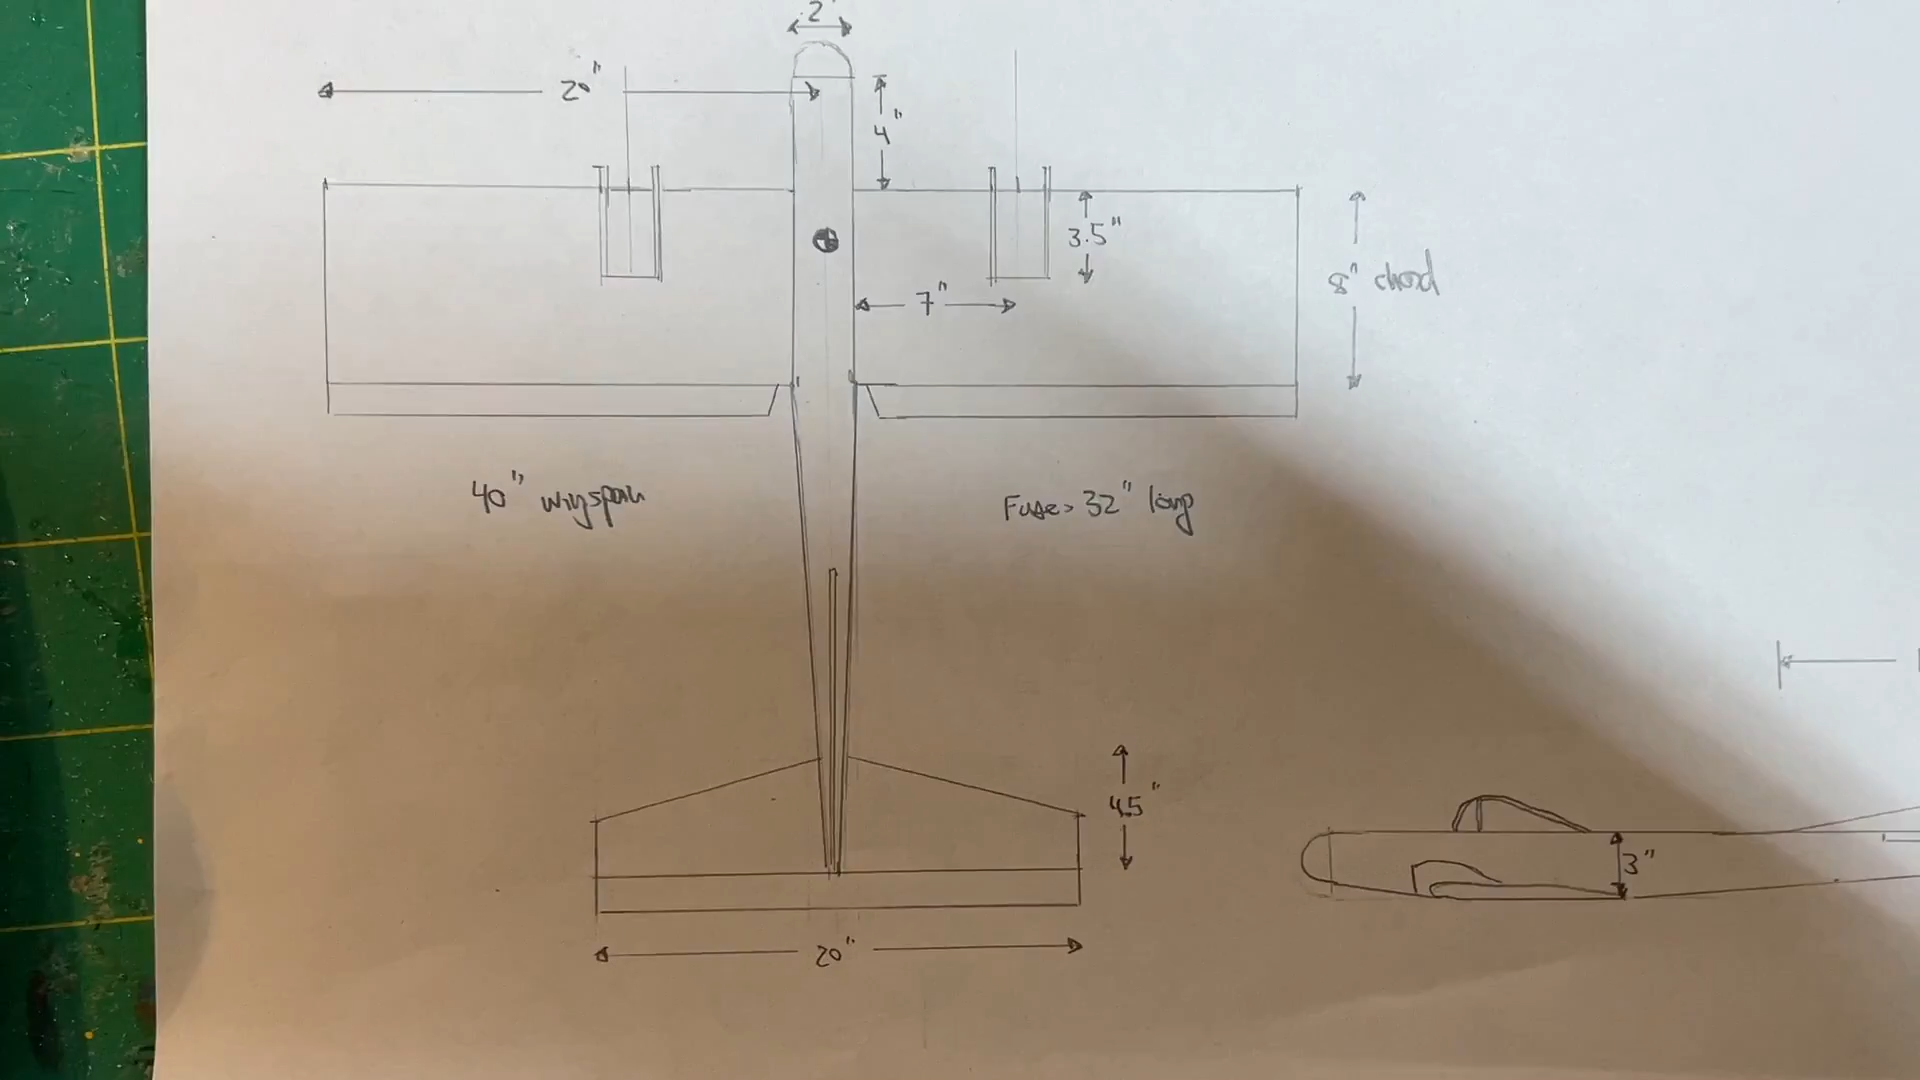 2"
20"
4"
3.5"
7"
8" chord
40" wingspan
Fuse> 32" long
4.5"
3"
20"